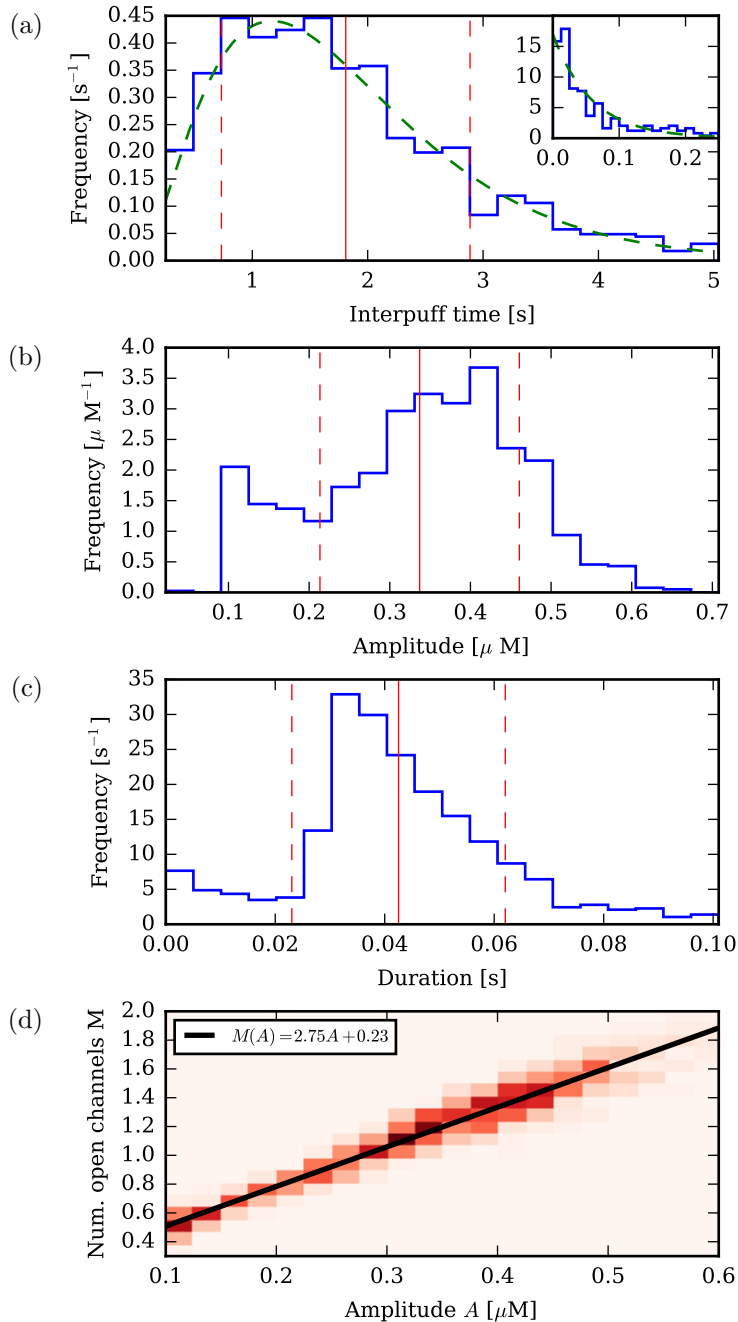 (a)
Frequency [s⁻¹]
0.45
0.40
0.35
0.30
0.25
0.20
0.15
0.10
0.05
0.00
15
10
5
0
0.0 0.1 0.2
1 2 3 4 5
Interpuff time [s]
(b)
Frequency [μ M⁻¹]
4.0
3.5
3.0
2.5
2.0
1.5
1.0
0.5
0.0
0.1 0.2 0.3 0.4 0.5 0.6 0.7
Amplitude [μ M]
(c)
Frequency [s⁻¹]
35
30
25
20
15
10
5
0
0.00 0.02 0.04 0.06 0.08 0.10
Duration [s]
(d)
Num. open channels M
2.0
1.8
1.6
1.4
1.2
1.0
0.8
0.6
0.4
M(A)=2.75A+0.23
0.1 0.2 0.3 0.4 0.5 0.6
Amplitude A [μM]